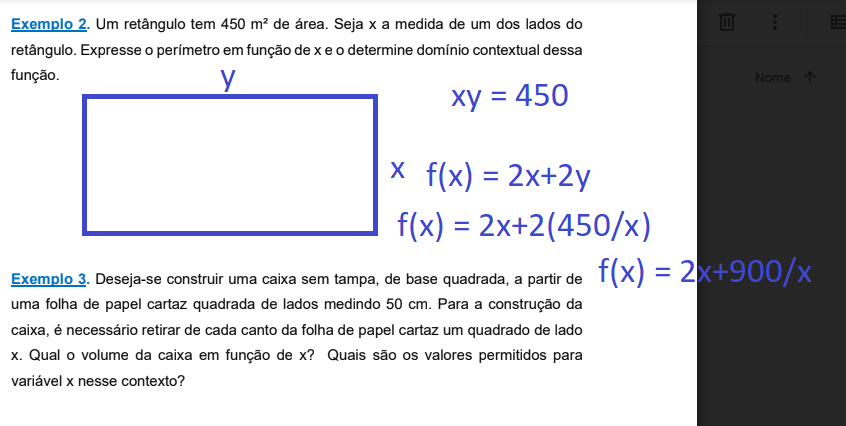 Exemplo 2. Um retângulo tem 450 m² de área. Seja x a medida de um dos lados do
retângulo. Expresse o perímetro em função de x e o determine domínio contextual dessa
função.
y
xy = 450
x
f(x) = 2x+2y
f(x) = 2x+2(450/x)
f(x) = 2x+900/x
Exemplo 3. Deseja-se construir uma caixa sem tampa, de base quadrada, a partir de
uma folha de papel cartaz quadrada de lados medindo 50 cm. Para a construção da
caixa, é necessário retirar de cada canto da folha de papel cartaz um quadrado de lado
x. Qual o volume da caixa em função de x? Quais são os valores permitidos para
variável x nesse contexto?
Nome